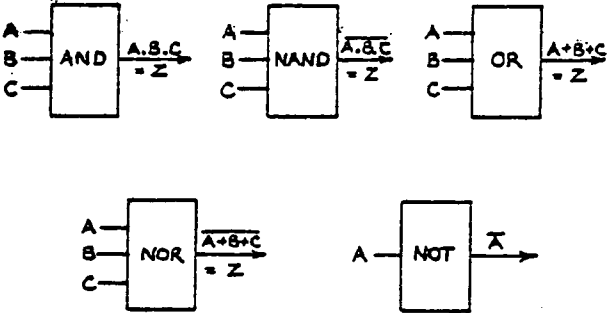 A
B
C
AND
A.B.C
= Z
A
B
C
NAND
A̅.̅B̅.̅C̅
= Z
A
B
C
OR
A+B+C
= Z
A
B
C
NOR
A̅+̅B̅+̅C̅
= Z
A
NOT
A̅